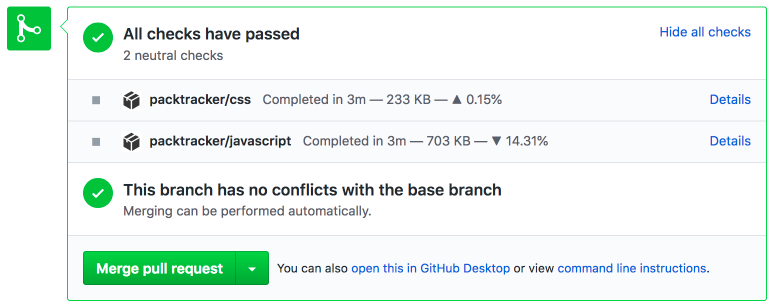 All checks have passed
Hide all checks
2 neutral checks
packtracker/css Completed in 3m — 233 KB — ▲ 0.15% Details
packtracker/javascript Completed in 3m — 703 KB — ▼ 14.31% Details
This branch has no conflicts with the base branch
Merging can be performed automatically.
Merge pull request You can also open this in GitHub Desktop or view command line instructions.